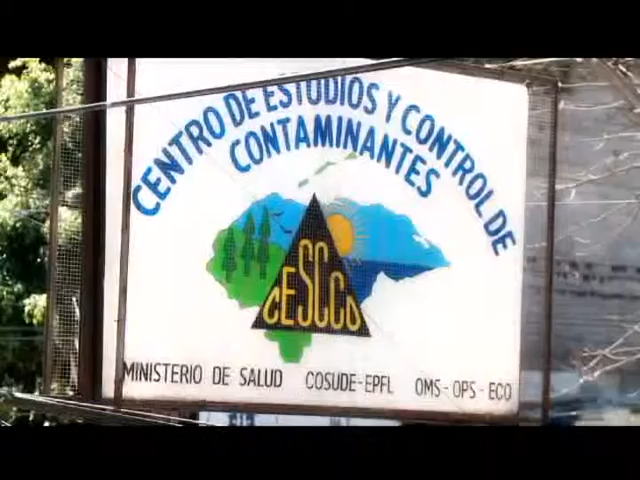 CENTRO DE ESTUDIOS Y CONTROL DE
CONTAMINANTES
CESCCO
MINISTERIO DE SALUD COSUDE-EPFL OMS-OPS-ECO